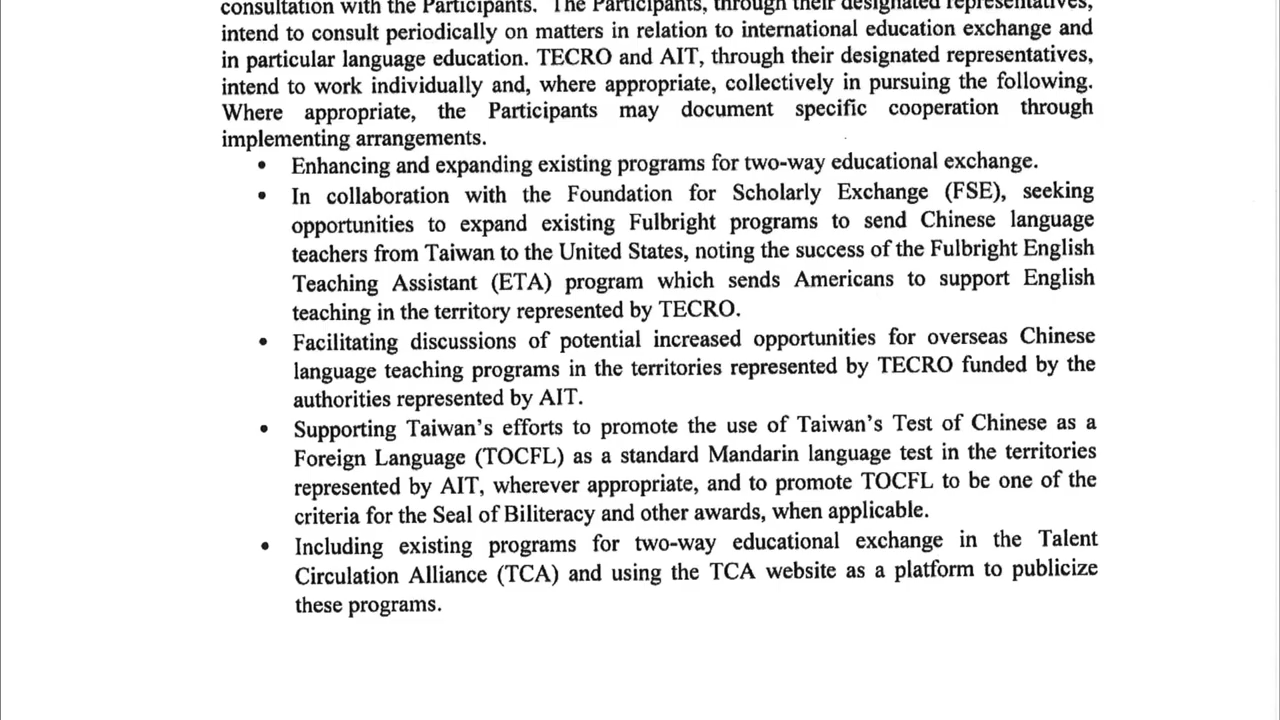 consultation with the Participants. The Participants, through their designated representatives,
intend to consult periodically on matters in relation to international education exchange and
in particular language education. TECRO and AIT, through their designated representatives,
intend to work individually and, where appropriate, collectively in pursuing the following.
Where appropriate, the Participants may document specific cooperation through
implementing arrangements.
• Enhancing and expanding existing programs for two-way educational exchange.
• In collaboration with the Foundation for Scholarly Exchange (FSE), seeking
opportunities to expand existing Fulbright programs to send Chinese language
teachers from Taiwan to the United States, noting the success of the Fulbright English
Teaching Assistant (ETA) program which sends Americans to support English
teaching in the territory represented by TECRO.
• Facilitating discussions of potential increased opportunities for overseas Chinese
language teaching programs in the territories represented by TECRO funded by the
authorities represented by AIT.
• Supporting Taiwan's efforts to promote the use of Taiwan's Test of Chinese as a
Foreign Language (TOCFL) as a standard Mandarin language test in the territories
represented by AIT, wherever appropriate, and to promote TOCFL to be one of the
criteria for the Seal of Biliteracy and other awards, when applicable.
• Including existing programs for two-way educational exchange in the Talent
Circulation Alliance (TCA) and using the TCA website as a platform to publicize
these programs.